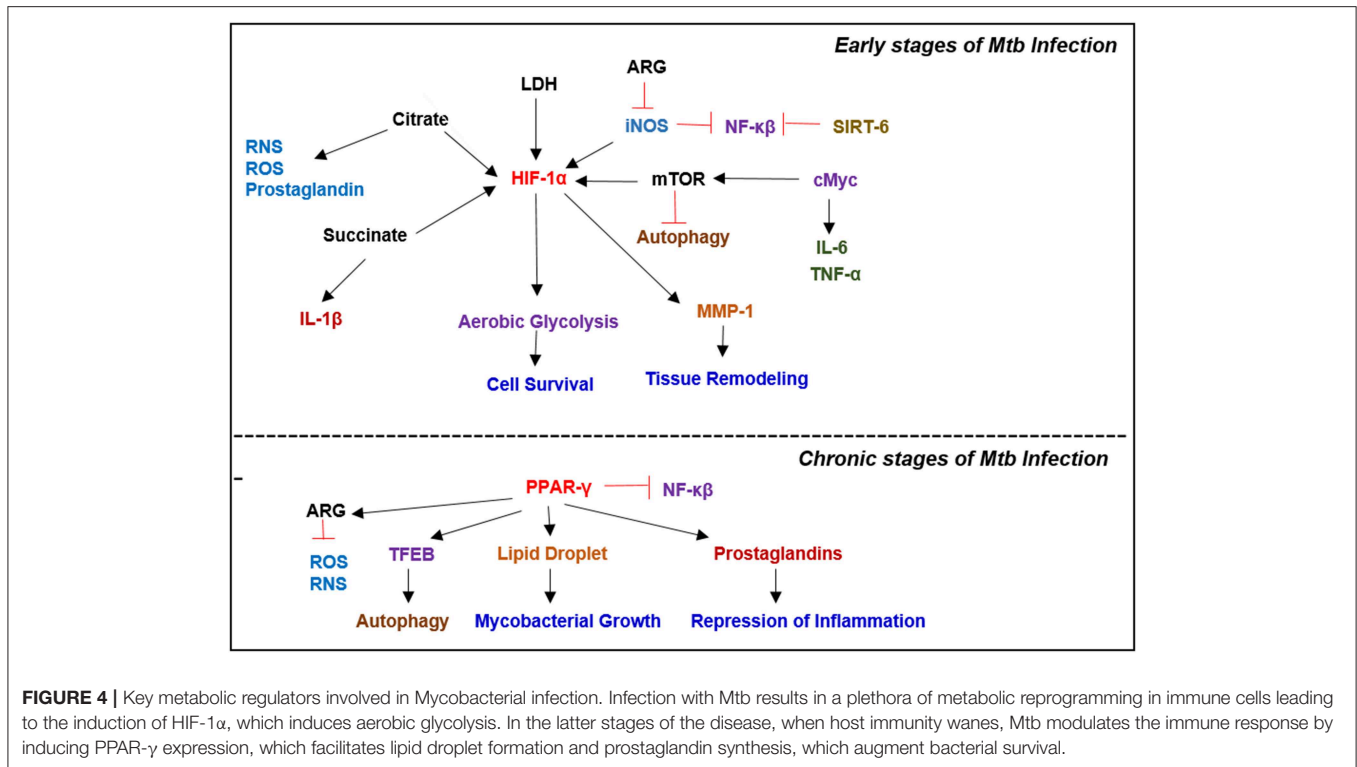 Early stages of Mtb Infection
ARG
LDH
Citrate
iNOS
NF-κβ
SIRT-6
RNS
ROS
Prostaglandin
HIF-1α
mTOR
cMyc
Succinate
Autophagy
IL-6
TNF-α
IL-1β
Aerobic Glycolysis
MMP-1
Cell Survival
Tissue Remodeling
Chronic stages of Mtb Infection
PPAR-γ
NF-κβ
ARG
ROS
RNS
TFEB
Lipid Droplet
Prostaglandins
Autophagy
Mycobacterial Growth
Repression of Inflammation
FIGURE 4 | Key metabolic regulators involved in Mycobacterial infection. Infection with Mtb results in a plethora of metabolic reprogramming in immune cells leading
to the induction of HIF-1α, which induces aerobic glycolysis. In the latter stages of the disease, when host immunity wanes, Mtb modulates the immune response by
inducing PPAR-γ expression, which facilitates lipid droplet formation and prostaglandin synthesis, which augment bacterial survival.